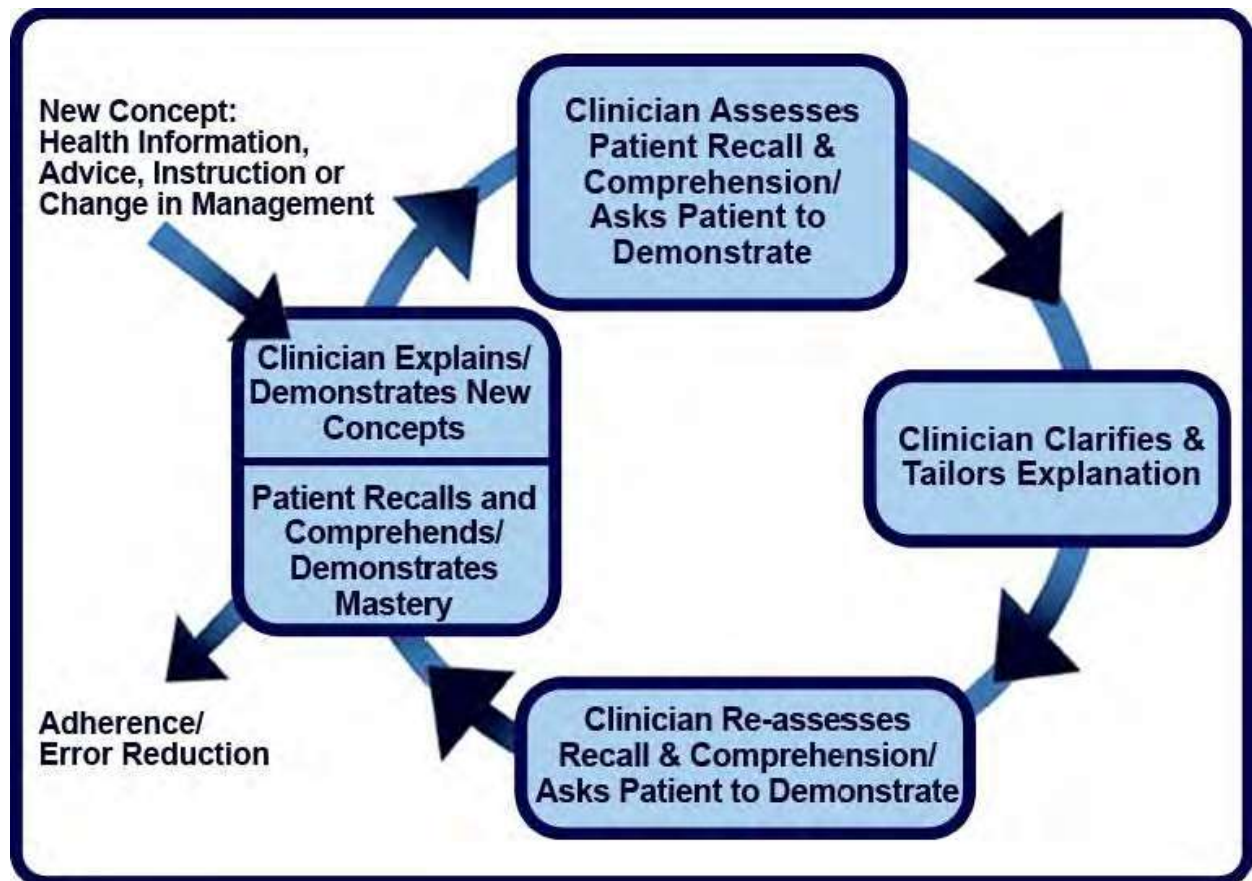 New Concept:
Health Information,
Advice, Instruction or
Change in Management
Clinician Explains/
Demonstrates New
Concepts
Patient Recalls and
Comprehends/
Demonstrates
Mastery
Adherence/
Error Reduction
Clinician Assesses
Patient Recall &
Comprehension/
Asks Patient to
Demonstrate
Clinician Clarifies &
Tailors Explanation
Clinician Re-assesses
Recall & Comprehension/
Asks Patient to Demonstrate